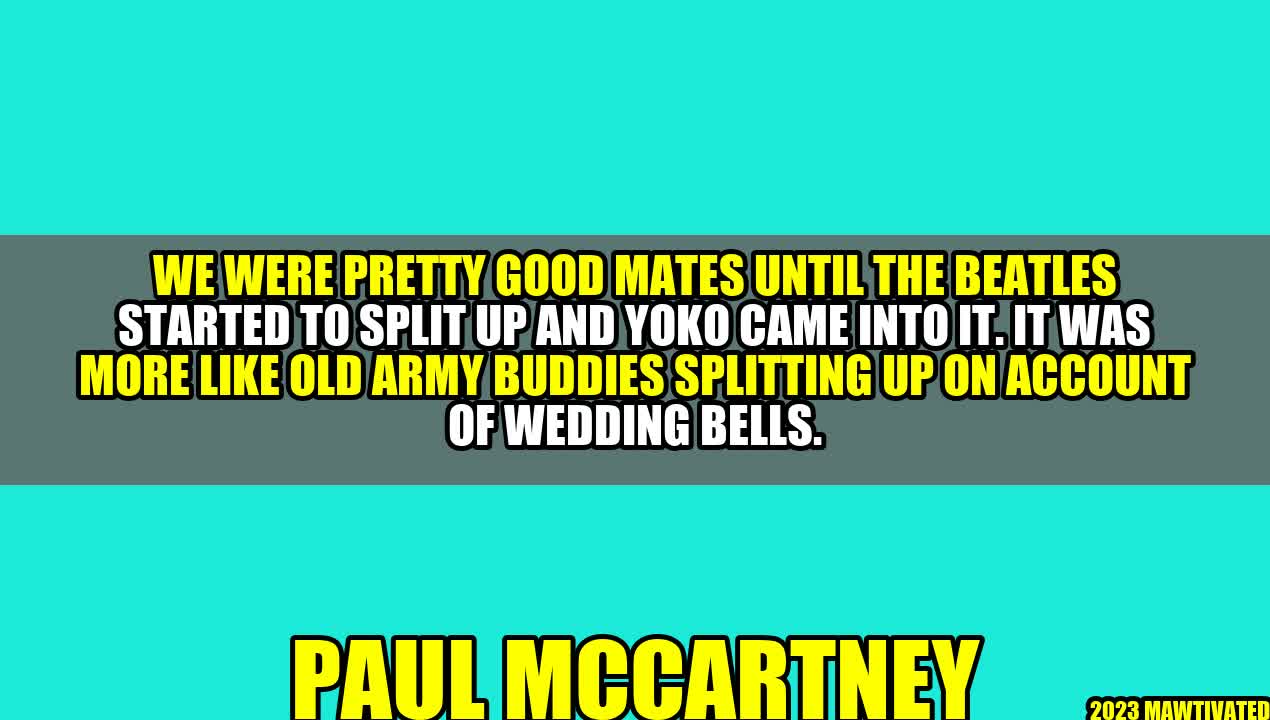 WE WERE PRETTY GOOD MATES UNTIL THE BEATLES
STARTED TO SPLIT UP AND YOKO CAME INTO IT. IT WAS
MORE LIKE OLD ARMY BUDDIES SPLITTING UP ON ACCOUNT
OF WEDDING BELLS.
PAUL MCCARTNEY
2023 MAWTIVATED